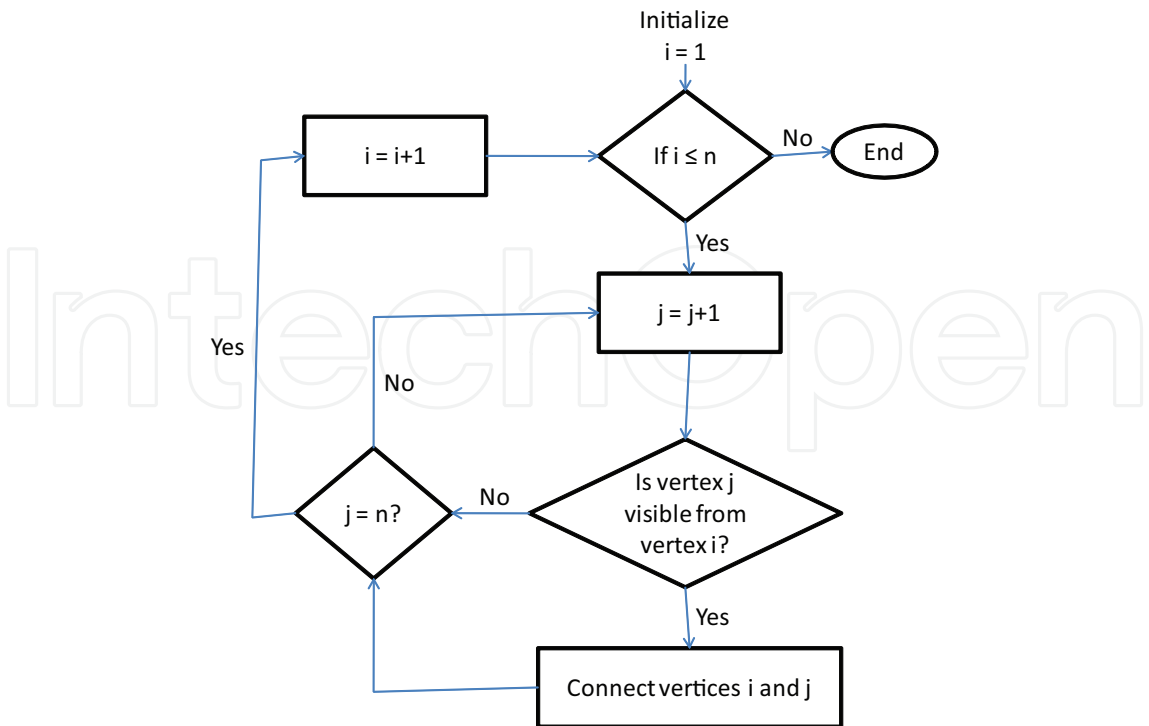 Initialize
i = 1
i = i+1
If i ≤ n
No
End
Yes
j = j+1
Yes
No
Is vertex j
visible from
vertex i?
No
j = n?
Yes
Connect vertices i and j
IntechOpen